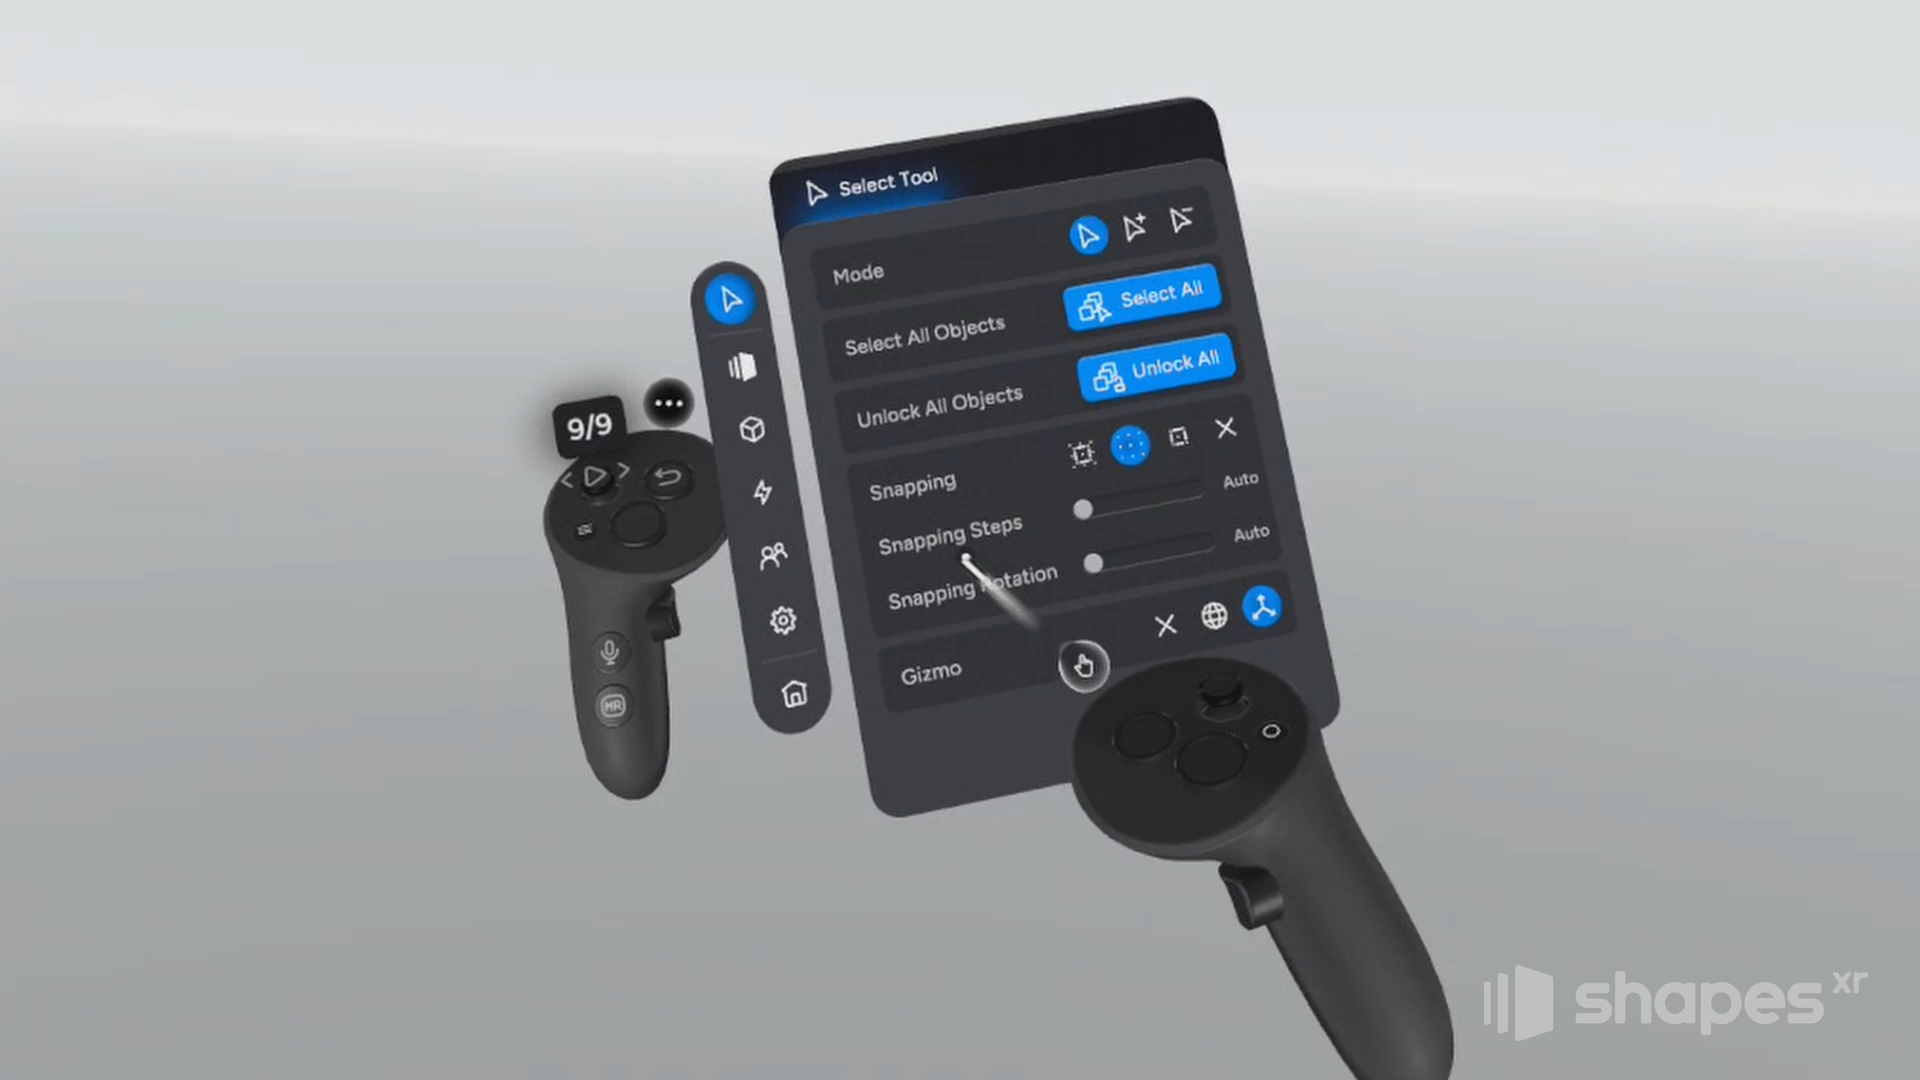 Select Tool
Mode
Select All Objects
Select All
Unlock All Objects
Unlock All
Snapping
Snapping Steps
Auto
Snapping Rotation
Auto
Gizmo
9/9
MR
shapes xr